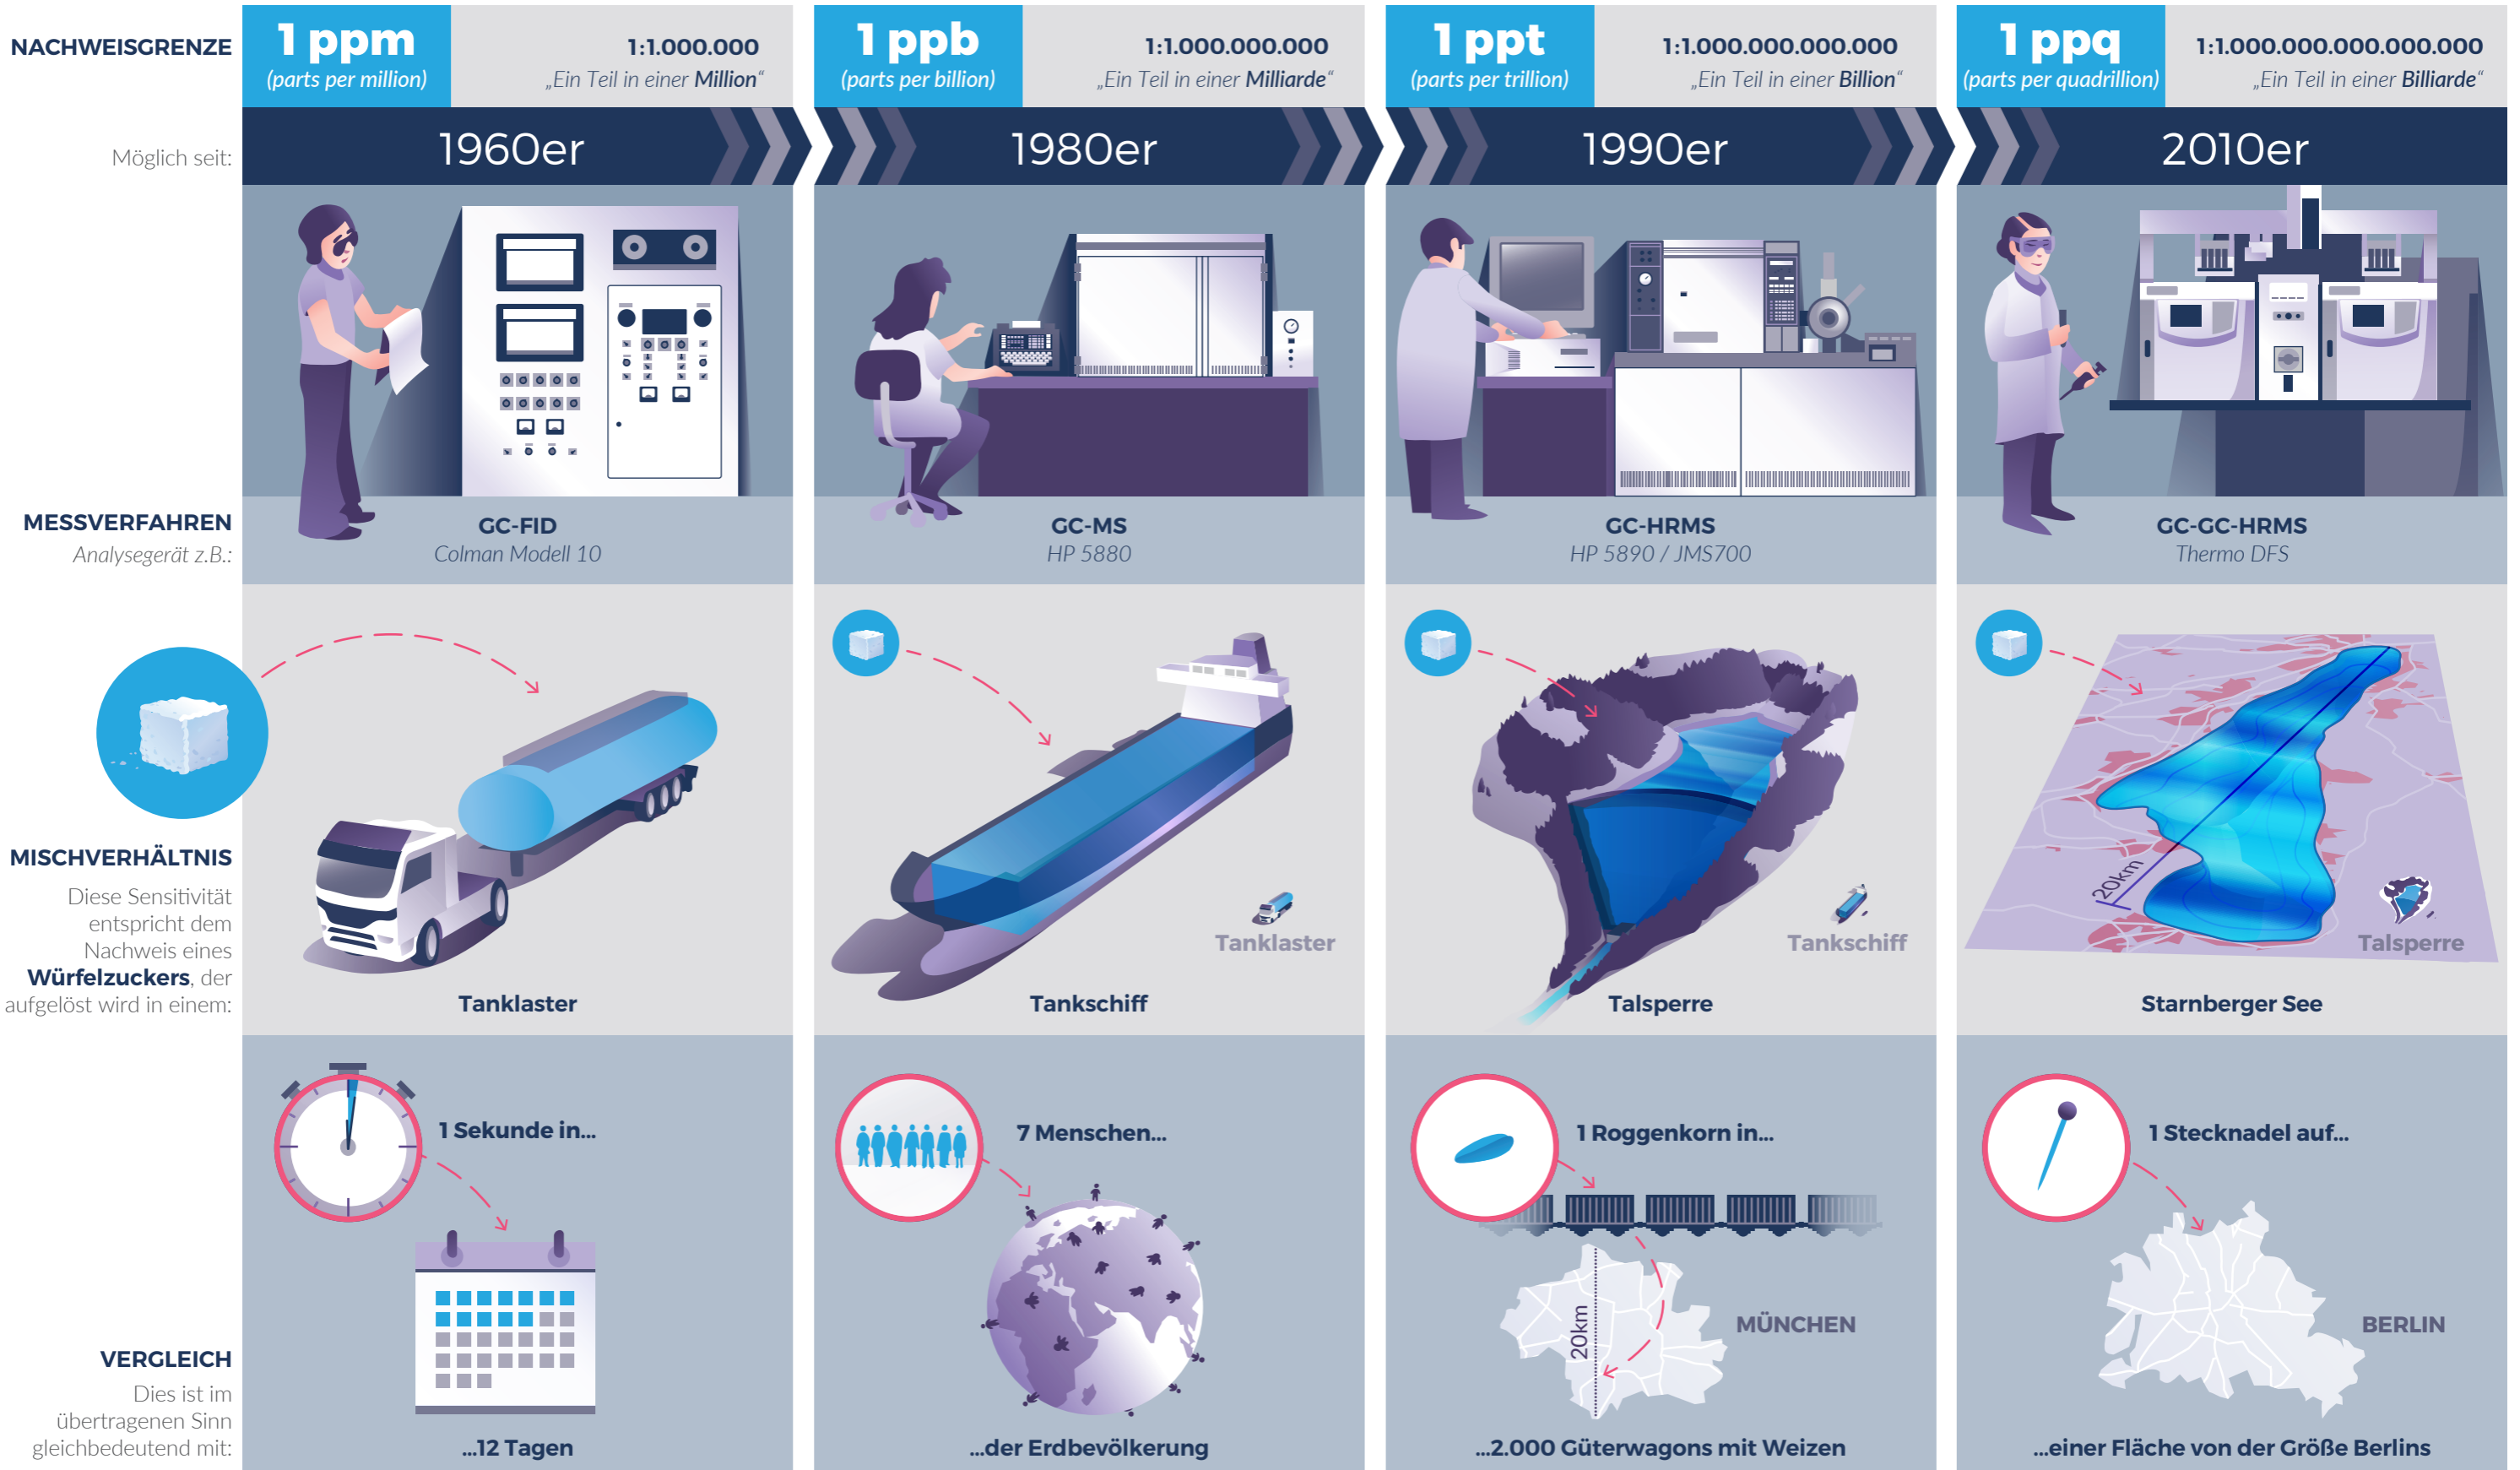 NACHWEISGRENZE
1 ppm
(parts per million)
1:1.000.000
„Ein Teil in einer Million“
1 ppb
(parts per billion)
1:1.000.000.000
„Ein Teil in einer Milliarde“
1 ppt
(parts per trillion)
1:1.000.000.000.000
„Ein Teil in einer Billion“
1 ppq
(parts per quadrillion)
1:1.000.000.000.000.000
„Ein Teil in einer Billiarde“
Möglich seit:
1960er
1980er
1990er
2010er
MESSVERFAHREN
Analysegerät z.B.:
GC-FID
Colman Modell 10
GC-MS
HP 5880
GC-HRMS
HP 5890 / JMS700
GC-GC-HRMS
Thermo DFS
MISCHVERHÄLTNIS
Diese Sensitivität
entspricht dem
Nachweis eines
Würfelzuckers, der
aufgelöst wird in einem:
Tanklaster
Tanklaster
Tankschiff
Tankschiff
Talsperre
20km
Talsperre
Starnberger See
VERGLEICH
Dies ist im
übertragenen Sinn
gleichbedeutend mit:
1 Sekunde in...
...12 Tagen
7 Menschen...
...der Erdbevölkerung
1 Roggenkorn in...
20km
MÜNCHEN
...2.000 Güterwagons mit Weizen
1 Stecknadel auf...
BERLIN
...einer Fläche von der Größe Berlins